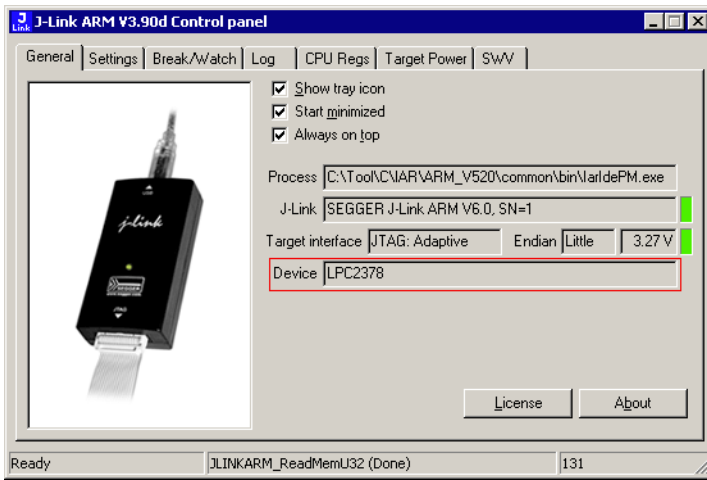 J-Link ARM V3.90d Control panel
General Settings Break/Watch Log CPU Regs Target Power SWV
Show tray icon
Start minimized
Always on top
Process C:\Tool\C\IAR\ARM_V520\common\bin\IarIdePM.exe
J-Link SEGGER J-Link ARM V6.0, SN=1
Target interface JTAG: Adaptive Endian Little 3.27 V
Device LPC2378
j-link
JTAG
License About
Ready JLINKARM_ReadMemU32 (Done) 131